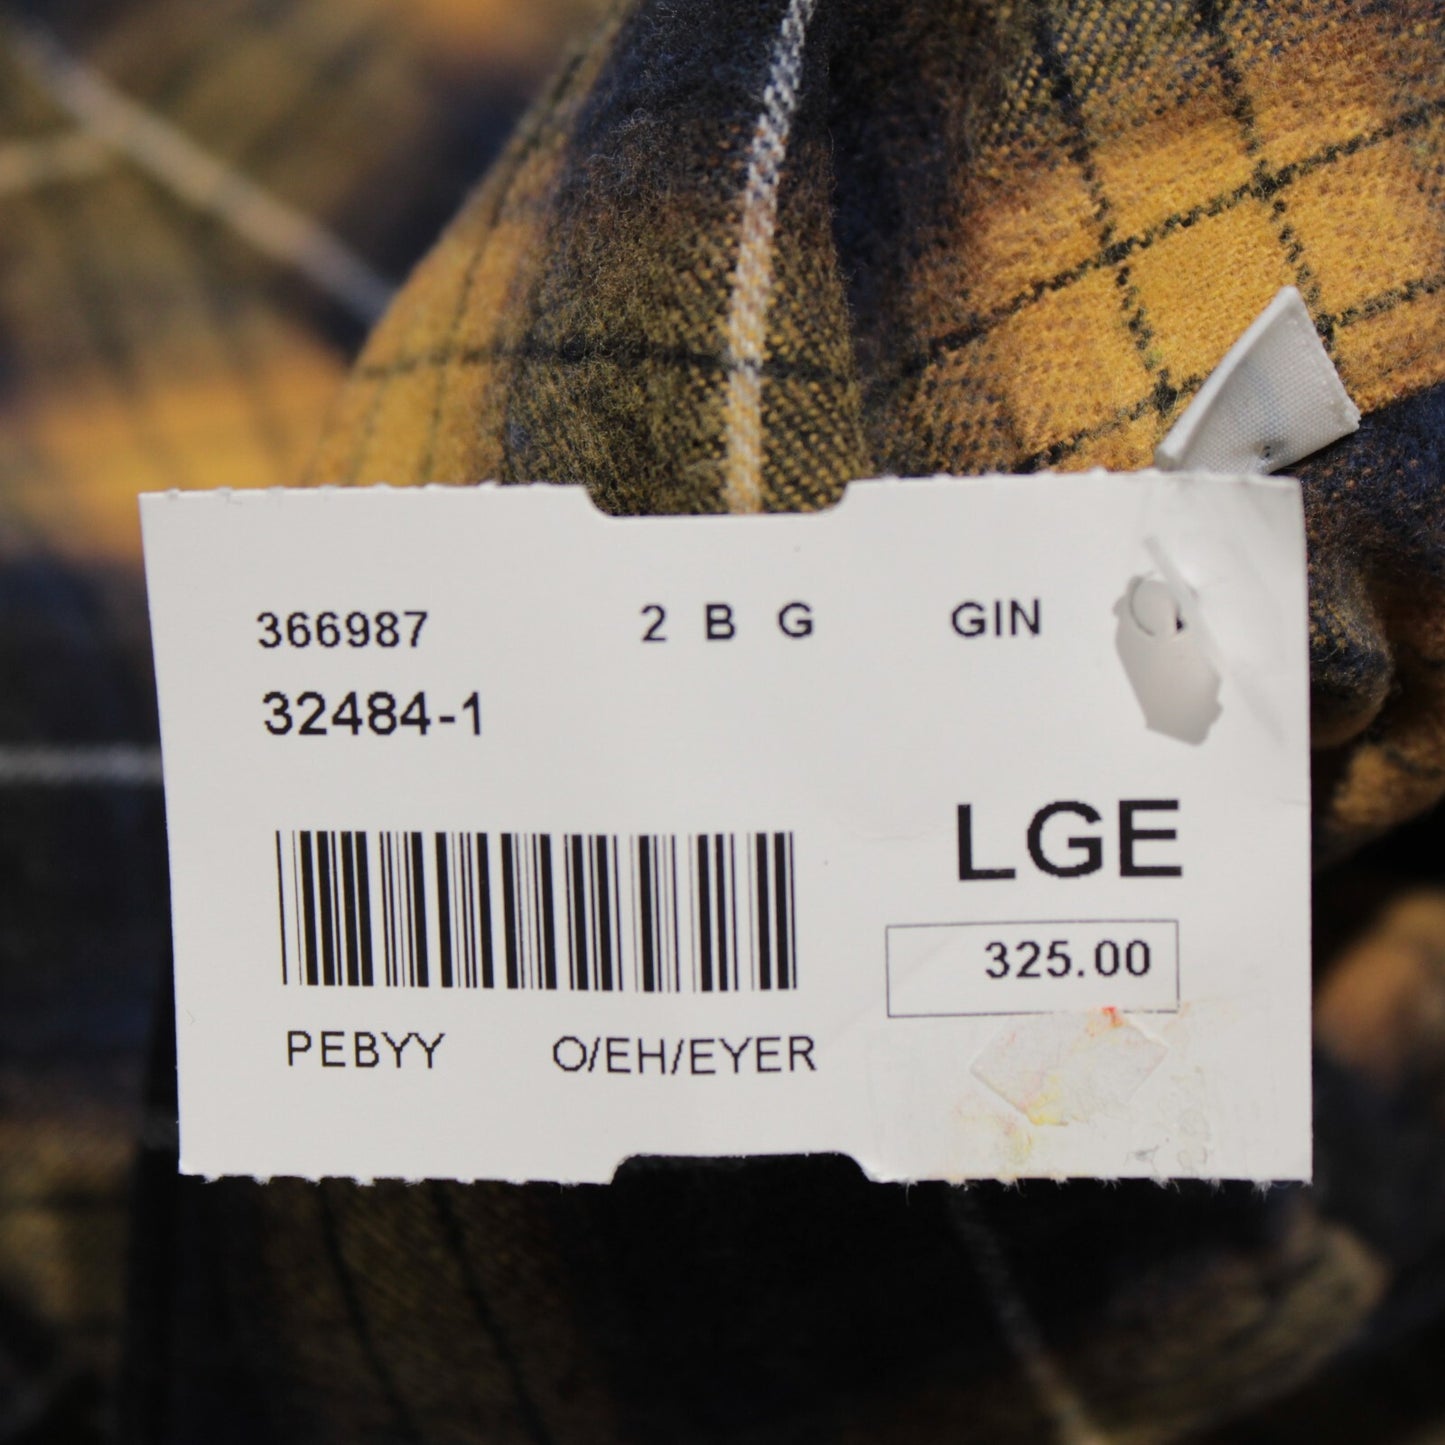 366987 2 B G GIN
32484-1
LGE
325.00
PEBYY O/EH/EYER